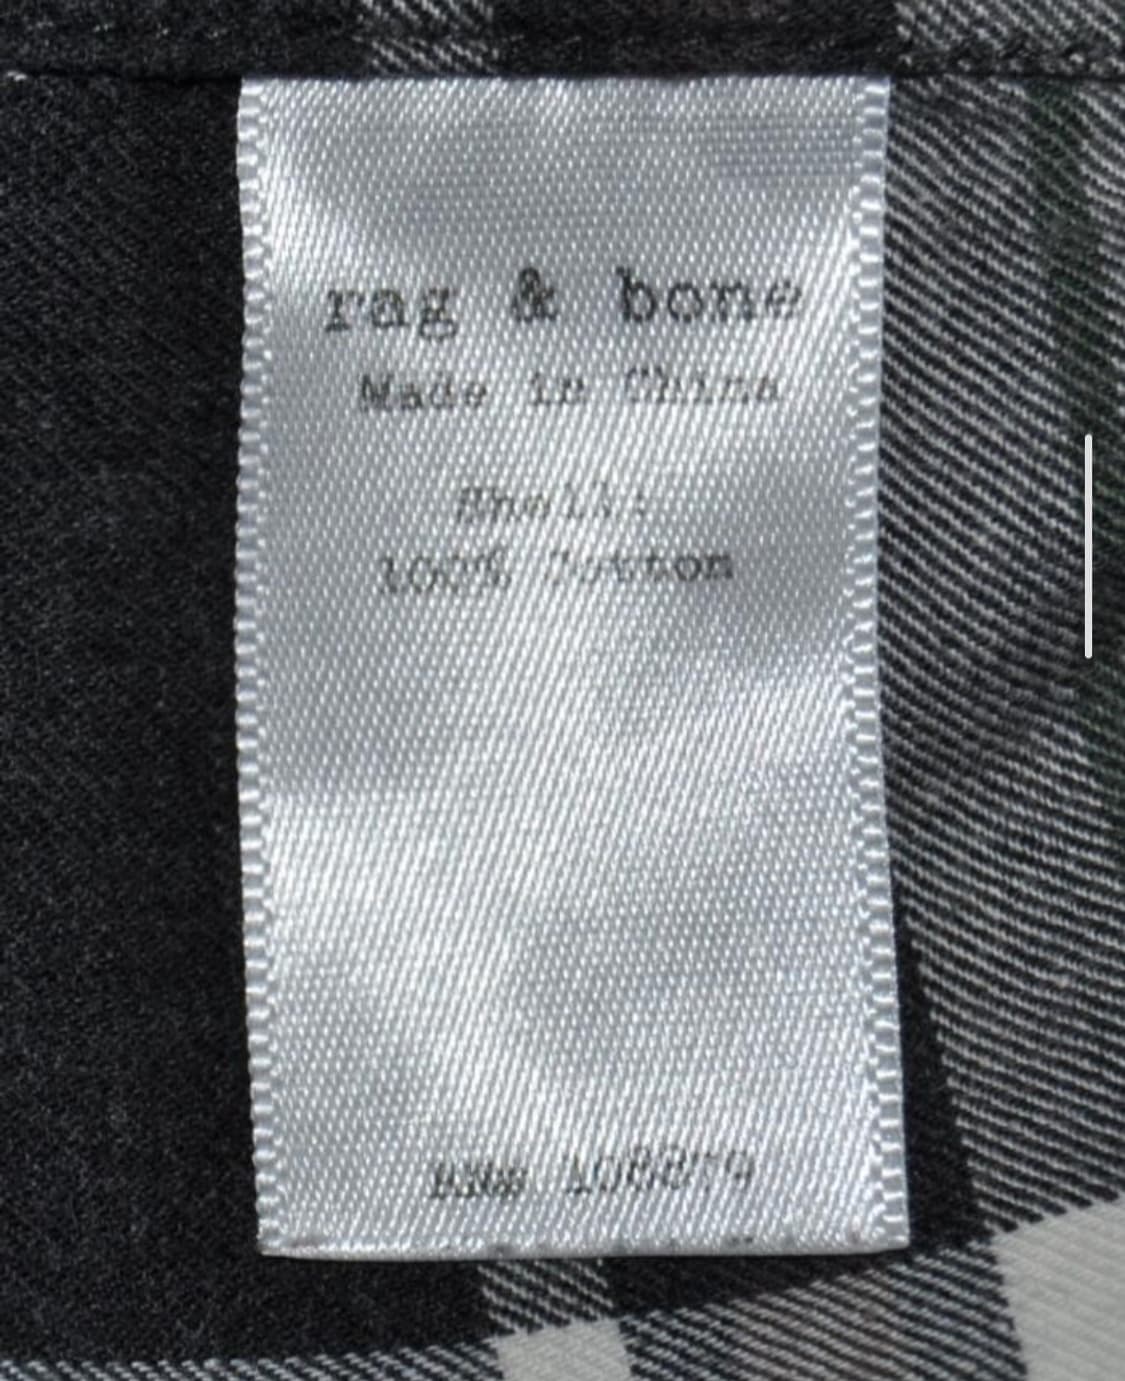 rag & bone
Made in China
Shell:
100% Cotton
RN# 108879